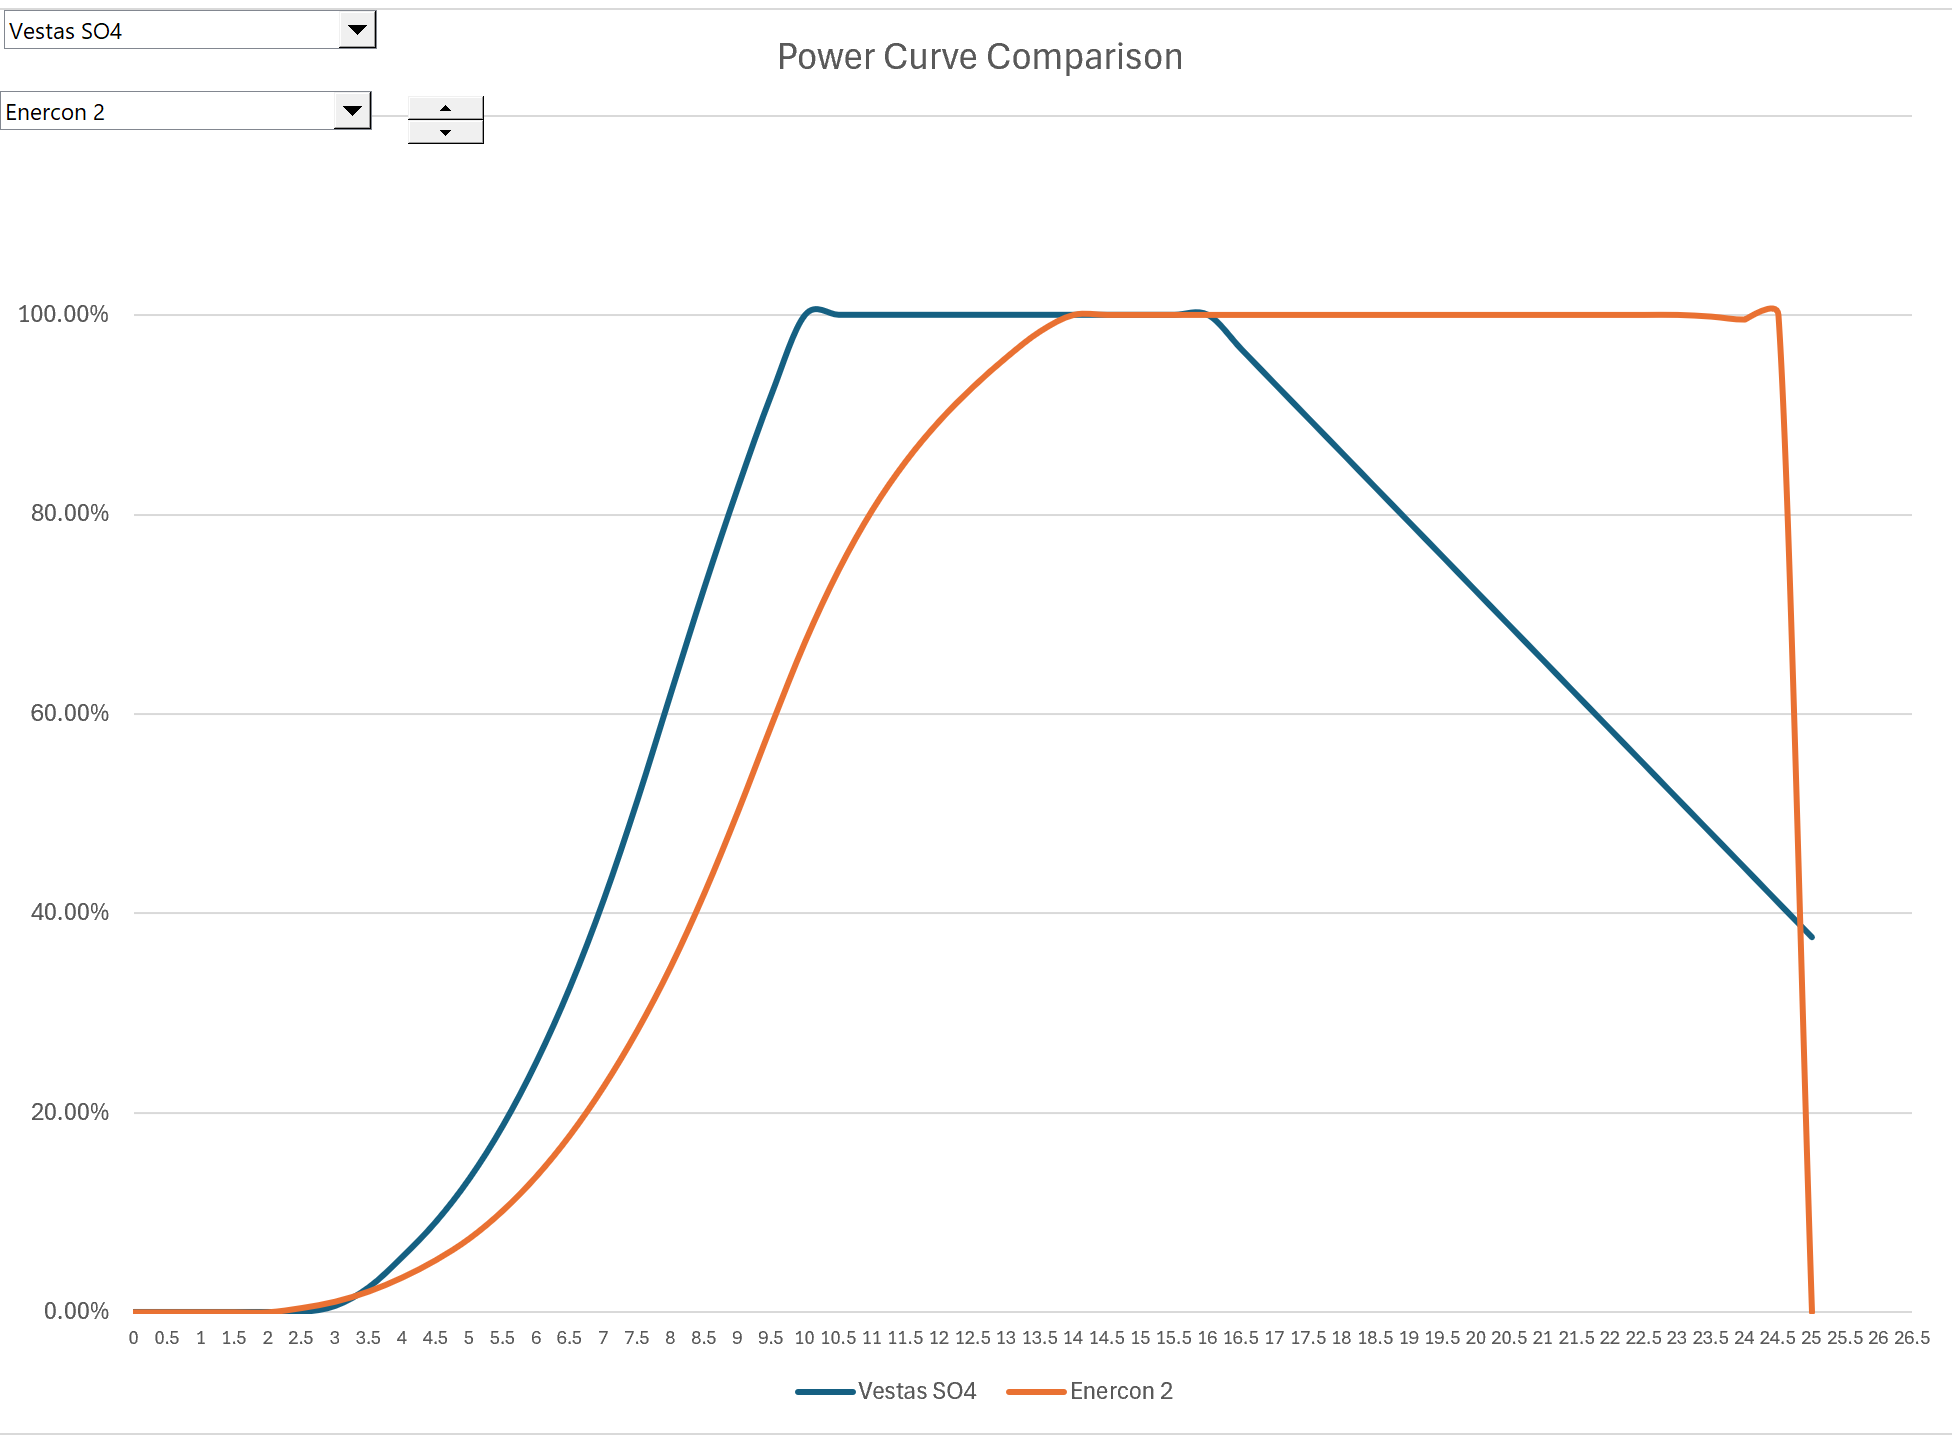 Vestas SO4
Power Curve Comparison
Enercon 2
100.00%
80.00%
60.00%
40.00%
20.00%
0.00%
0 0.5 1 1.5 2 2.5 3 3.5 4 4.5 5 5.5 6 6.5 7 7.5 8 8.5 9 9.5 10 10.5 11 11.5 12 12.5 13 13.5 14 14.5 15 15.5 16 16.5 17 17.5 18 18.5 19 19.5 20 20.5 21 21.5 22 22.5 23 23.5 24 24.5 25 25.5 26 26.5
Vestas SO4 Enercon 2